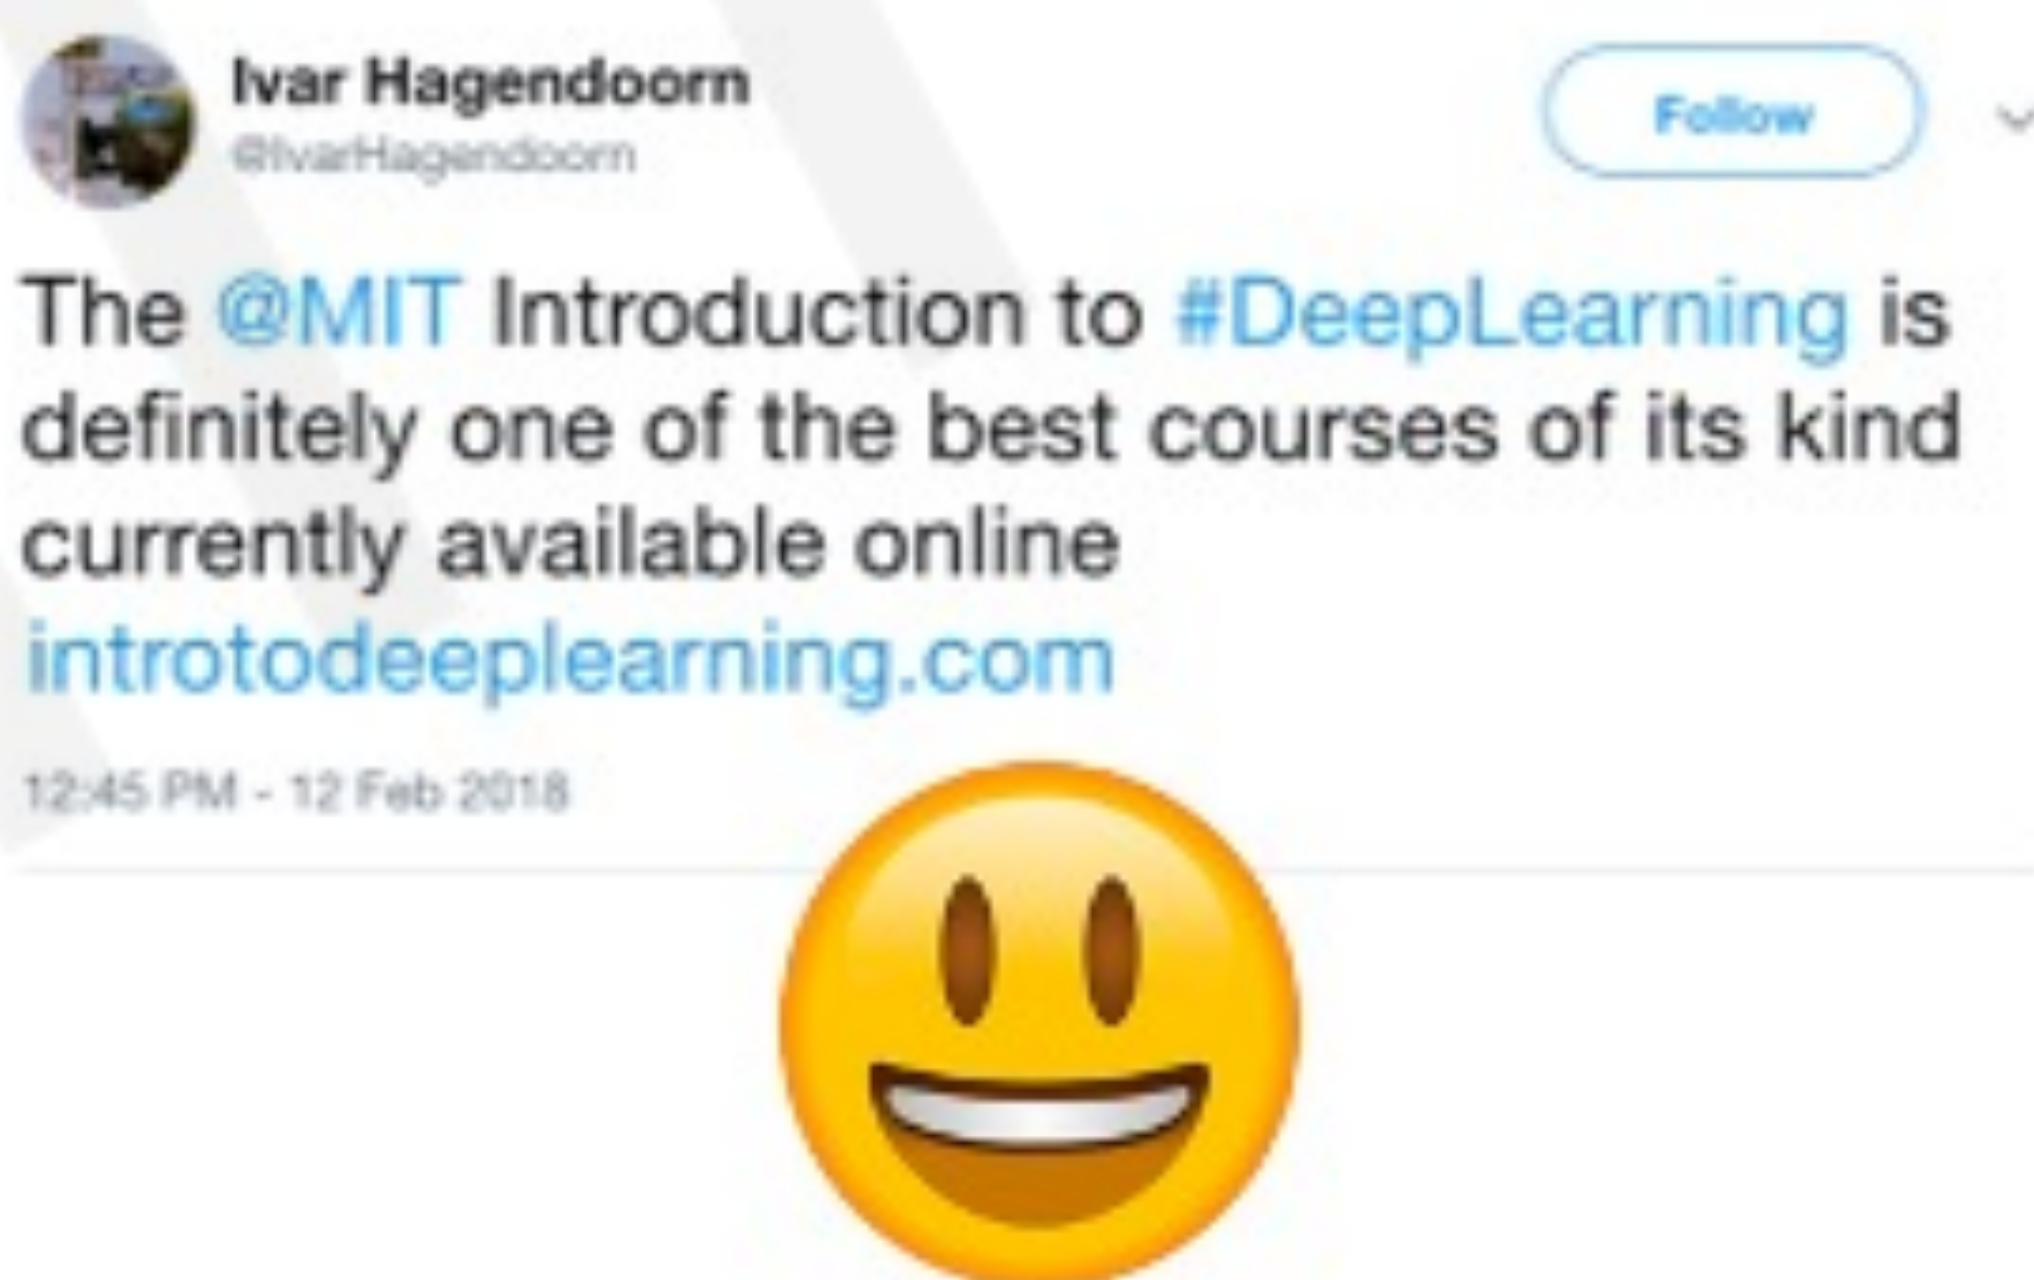 Ivar Hagendoorn
@IvarHagendoorn
Follow
The @MIT Introduction to #DeepLearning is
definitely one of the best courses of its kind
currently available online
introtodeeplearning.com
12:45 PM - 12 Feb 2018